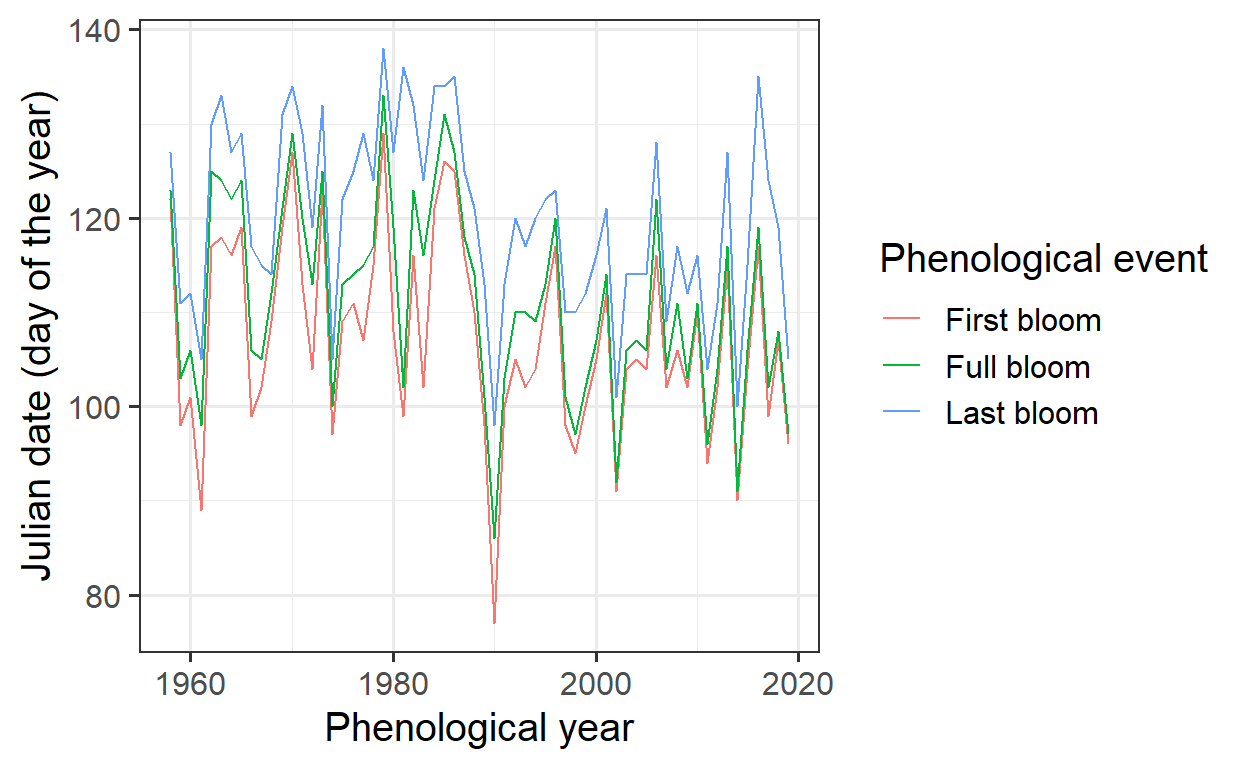 140
120
100
80
Julian date (day of the year)
1960
1980
2000
2020
Phenological year
Phenological event
First bloom
Full bloom
Last bloom